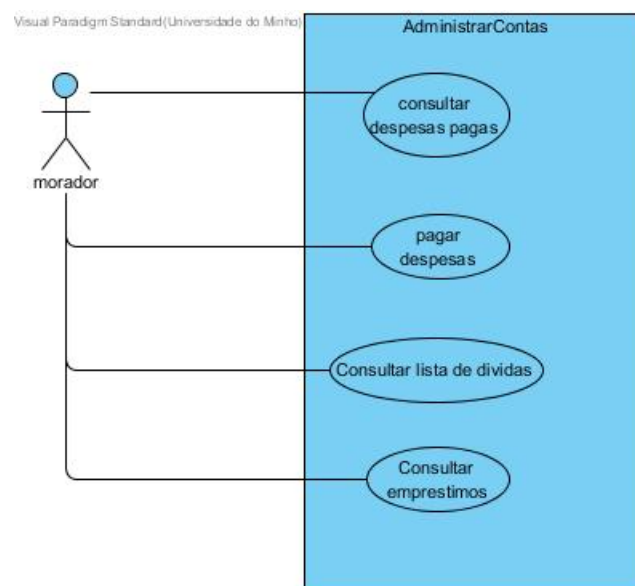 Visual Paradigm Standard(Universidade do Minho)
AdministrarContas
consultar
despesas pagas
morador
pagar
despesas
Consultar lista de dividas
Consultar
emprestimos